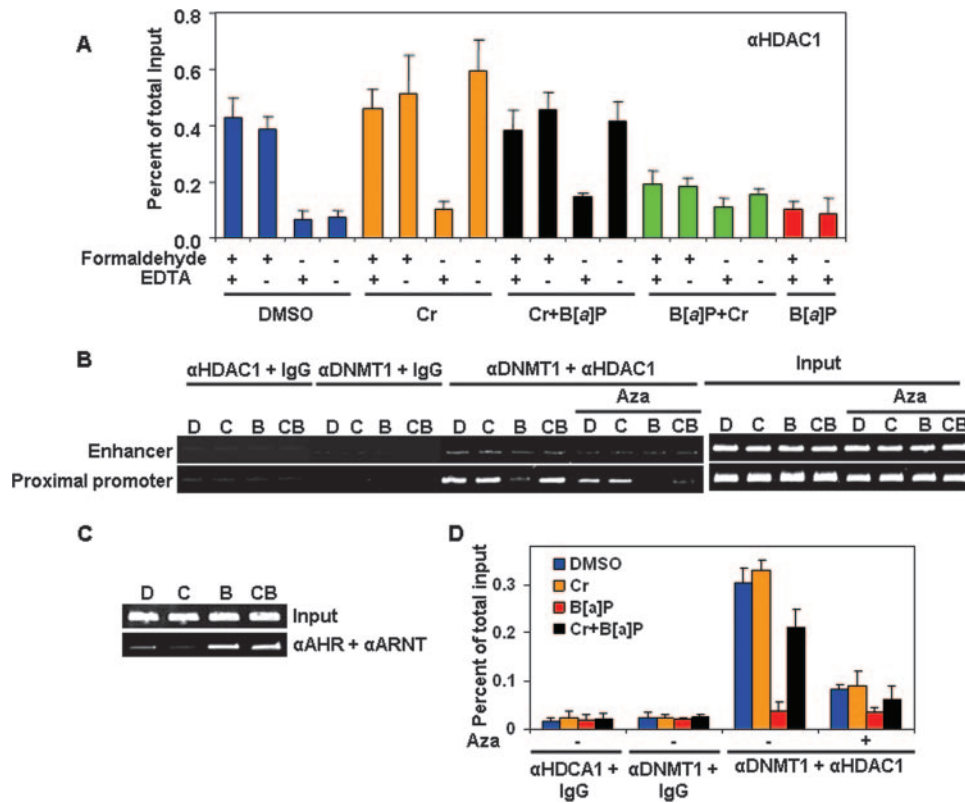 A
αHDAC1
Percent of total Input
0.8
0.6
0.4
0.2
0.0
Formaldehyde + + - - + + - - + + - - + + - - + -
EDTA + - + - + - + - + - + - + - + - + +
DMSO Cr Cr+B[a]P B[a]P+Cr B[a]P
B
αHDAC1 + IgG αDNMT1 + IgG αDNMT1 + αHDAC1 Input
Aza Aza
D C B CB D C B CB D C B CB D C B CB D C B CB D C B CB
Enhancer
Proximal promoter
C
D C B CB
Input
αAHR + αARNT
D
Percent of total input
0.3
0.2
0.1
0
DMSO
Cr
B[a]P
Cr+B[a]P
Aza - - - +
αHDCA1 + IgG
αDNMT1 + IgG
αDNMT1 + αHDAC1